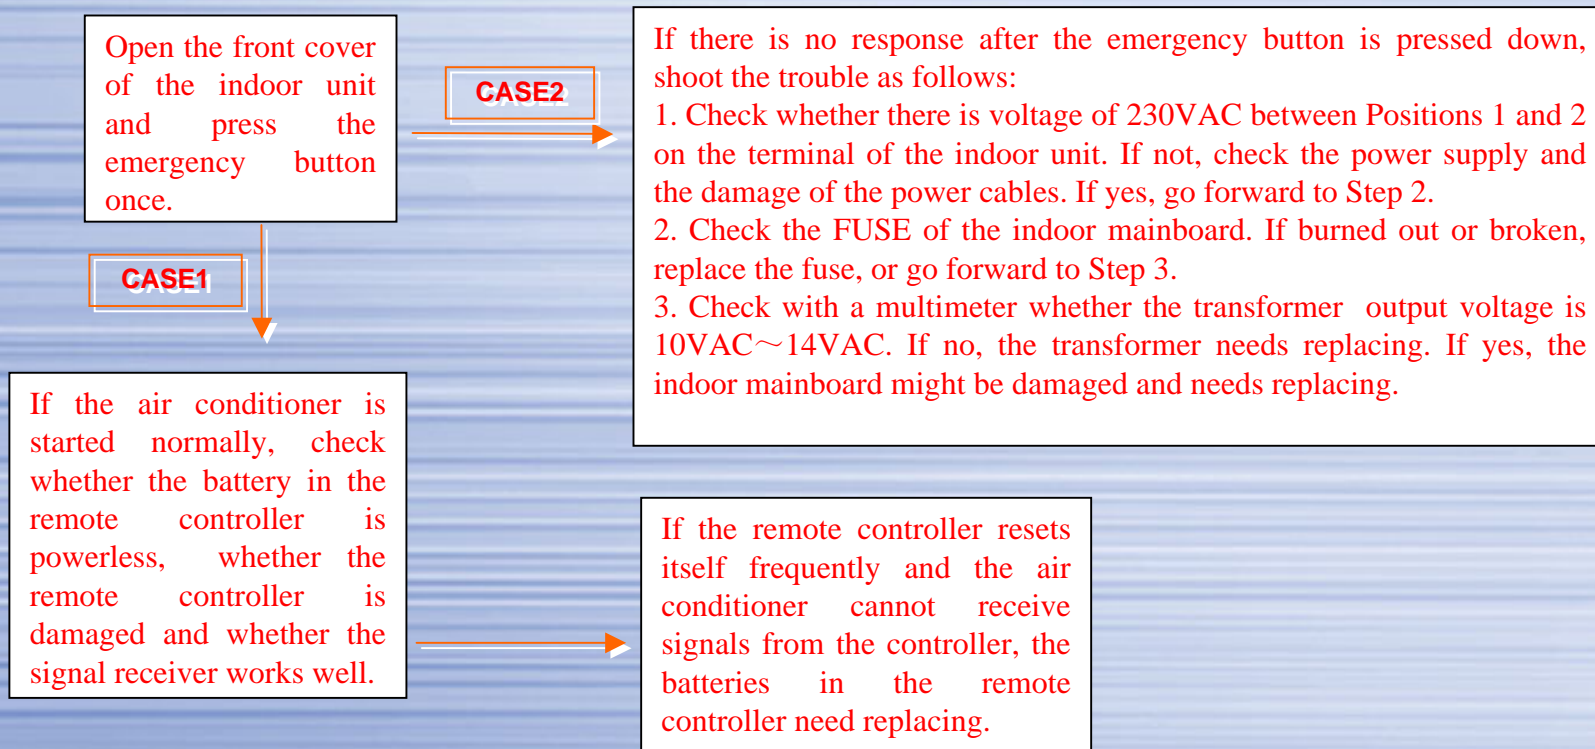 Open the front cover
of the indoor unit
and press the
emergency button
once.
CASE2
If there is no response after the emergency button is pressed down,
shoot the trouble as follows:
1. Check whether there is voltage of 230VAC between Positions 1 and 2
on the terminal of the indoor unit. If not, check the power supply and
the damage of the power cables. If yes, go forward to Step 2.
2. Check the FUSE of the indoor mainboard. If burned out or broken,
replace the fuse, or go forward to Step 3.
3. Check with a multimeter whether the transformer output voltage is
10VAC～14VAC. If no, the transformer needs replacing. If yes, the
indoor mainboard might be damaged and needs replacing.
CASE1
If the air conditioner is
started normally, check
whether the battery in the
remote controller is
powerless, whether the
remote controller is
damaged and whether the
signal receiver works well.
If the remote controller resets
itself frequently and the air
conditioner cannot receive
signals from the controller, the
batteries in the remote
controller need replacing.